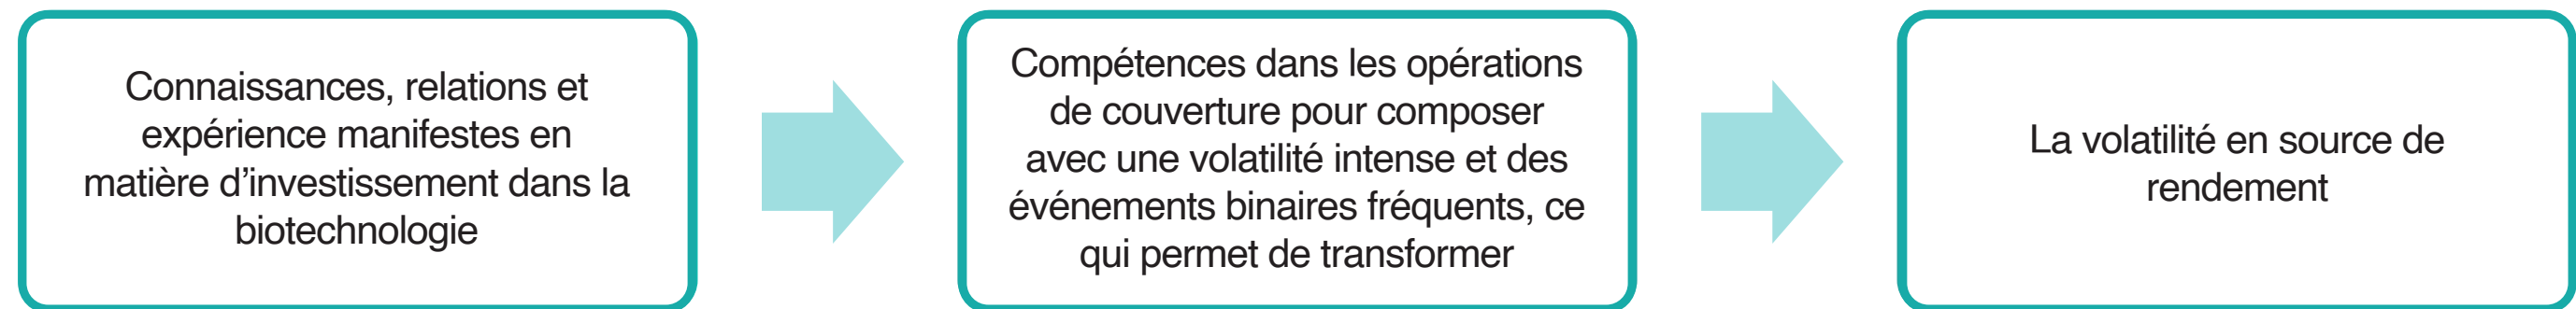 Connaissances, relations et
expérience manifestes en
matière d’investissement dans la
biotechnologie
Compétences dans les opérations
de couverture pour composer
avec une volatilité intense et des
événements binaires fréquents, ce
qui permet de transformer
La volatilité en source de
rendement